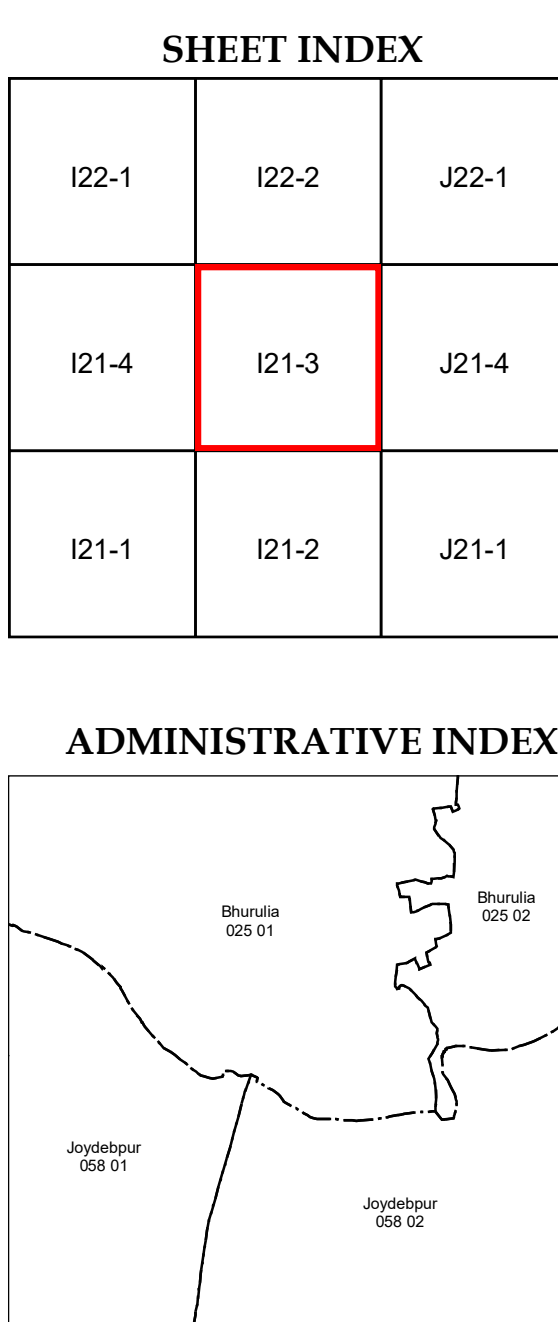 SHEET INDEX
I22-1
I22-2
J22-1
I21-4
I21-3
J21-4
I21-1
I21-2
J21-1
ADMINISTRATIVE INDEX
Bhurulia
025 01
Bhurulia
025 02
Joydebpur
058 01
Joydebpur
058 02